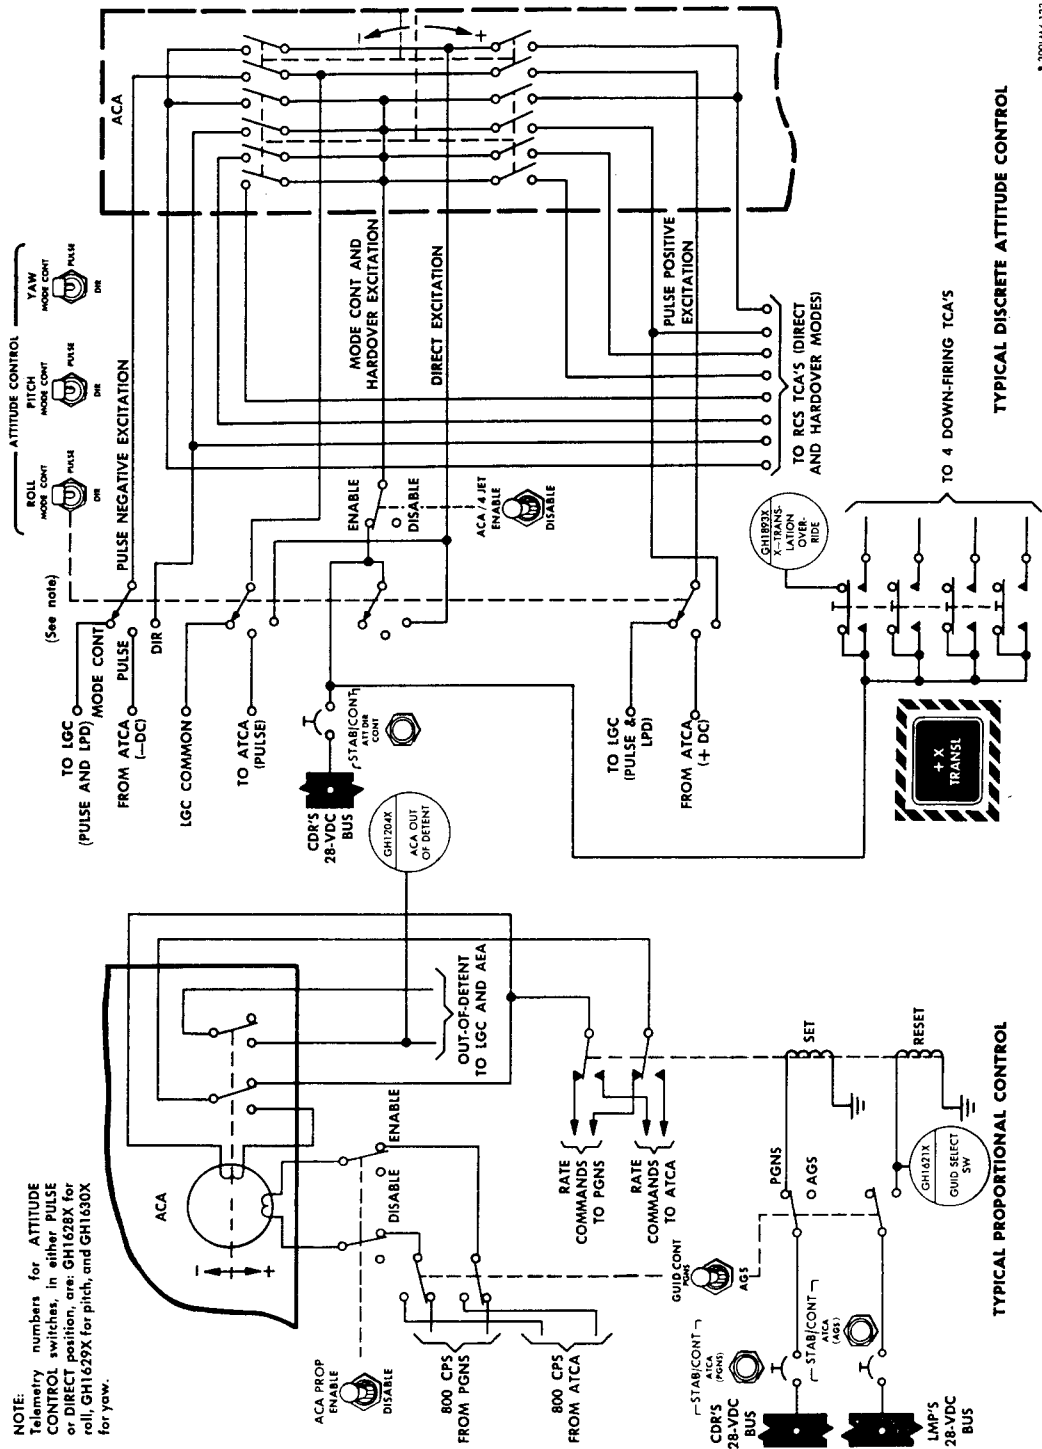 NOTE:
Telemetry numbers for ATTITUDE
CONTROL switches, in either PULSE
or DIRECT position, are: GH1628X for
roll, GH1629X for pitch, and GH1630X
for yaw.
ACA
−
+
ACA PROP
ENABLE
DISABLE
DISABLE
ENABLE
800 CPS
FROM PGNS
800 CPS
FROM ATCA
OUT-OF-DETENT
TO LGC AND AEA
GH1204X
ACA OUT
OF DETENT
RATE
COMMANDS
TO PGNS
RATE
COMMANDS
TO ATCA
GUID CONT
PGNS
AGS
PGNS
AGS
SET
RESET
GH1621X
GUID SELECT
SW
STAB/CONT
ATCA
(PGNS)
CDR'S
28-VDC
BUS
STAB/CONT
ATCA
(AGS)
LMP'S
28-VDC
BUS
TYPICAL PROPORTIONAL CONTROL
ATTITUDE CONTROL
ROLL
MODE CONT
PULSE
DIR
PITCH
MODE CONT
PULSE
DIR
YAW
MODE CONT
PULSE
DIR
(See note)
TO LGC
(PULSE AND LPD)
MODE CONT
PULSE
DIR
FROM ATCA
(−DC)
PULSE NEGATIVE EXCITATION
LGC COMMON
TO ATCA
(PULSE)
CDR'S
28-VDC
BUS
STAB/CONT
ATT DIR
CONT
ENABLE
DISABLE
ACA / 4 JET
ENABLE
DISABLE
MODE CONT AND
HARDOVER EXCITATION
DIRECT EXCITATION
ACA
−
+
TO LGC
(PULSE &
LPD)
FROM ATCA
(+ DC)
PULSE POSITIVE
EXCITATION
TO RCS TCA'S (DIRECT
AND HARDOVER MODES)
GH1893X
X-TRANS-
LATION
OVER-
RIDE
+ X
TRANSL
TO 4 DOWN-FIRING TCA'S
TYPICAL DISCRETE ATTITUDE CONTROL